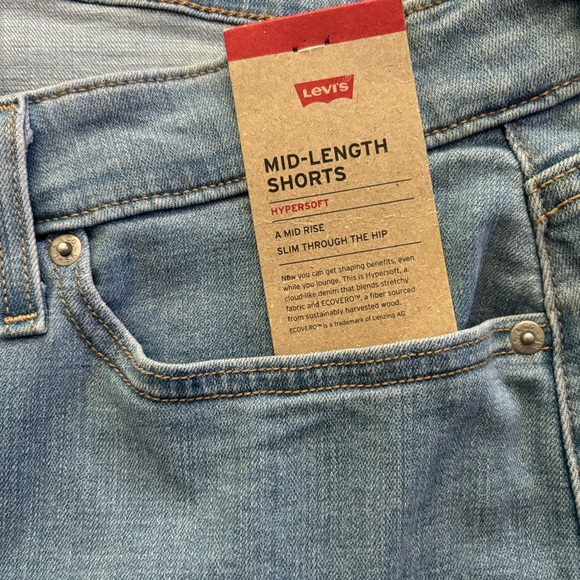 Levi's
MID-LENGTH
SHORTS
HYPERSOFT
A MID RISE
SLIM THROUGH THE HIP
Now you can get shaping benefits, even
while you lounge. This is Hypersoft, a
cloud-like denim that blends stretchy
fabric and ECOVERO™, a fiber sourced
from sustainably harvested wood.
ECOVERO™ is a trademark of Lenzing AG